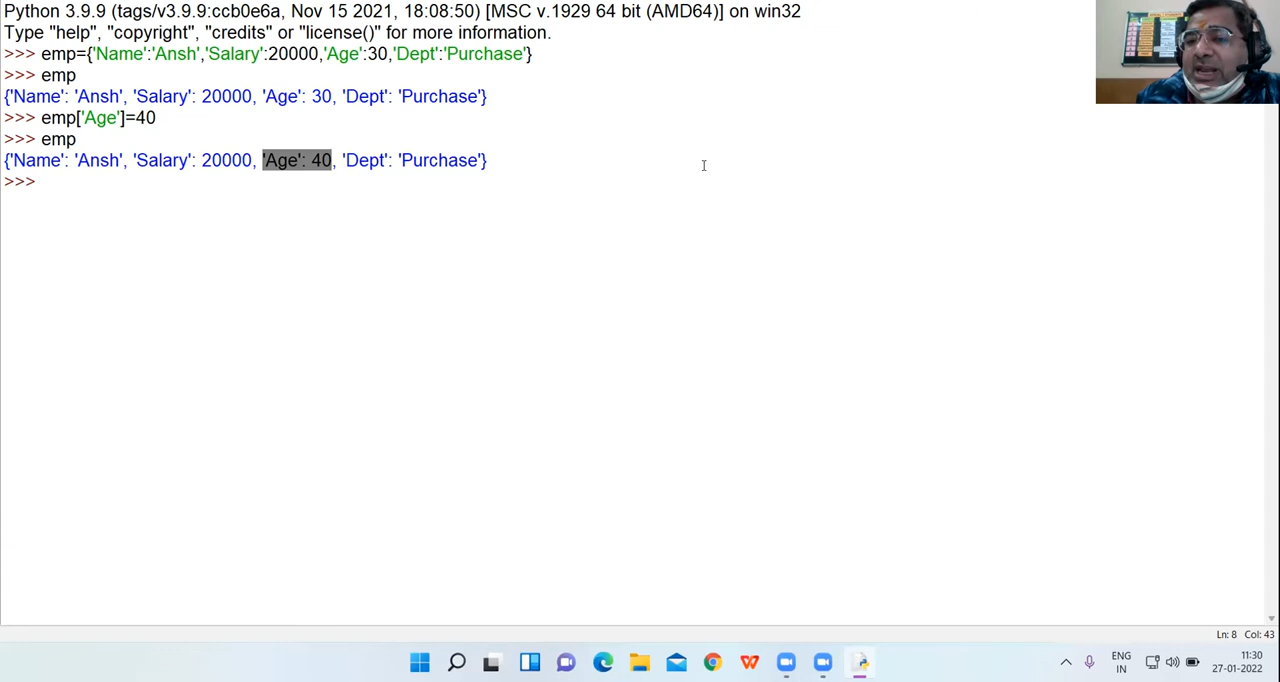 Python 3.9.9 (tags/v3.9.9:ccb0e6a, Nov 15 2021, 18:08:50) [MSC v.1929 64 bit (AMD64)] on win32
Type "help", "copyright", "credits" or "license()" for more information.
>>> emp={'Name':'Ansh','Salary':20000,'Age':30,'Dept':'Purchase'}
>>> emp
{'Name': 'Ansh', 'Salary': 20000, 'Age': 30, 'Dept': 'Purchase'}
>>> emp['Age']=40
>>> emp
{'Name': 'Ansh', 'Salary': 20000, 'Age': 40, 'Dept': 'Purchase'}
>>>
Ln: 8 Col: 43
ENG
IN
11:30
27-01-2022